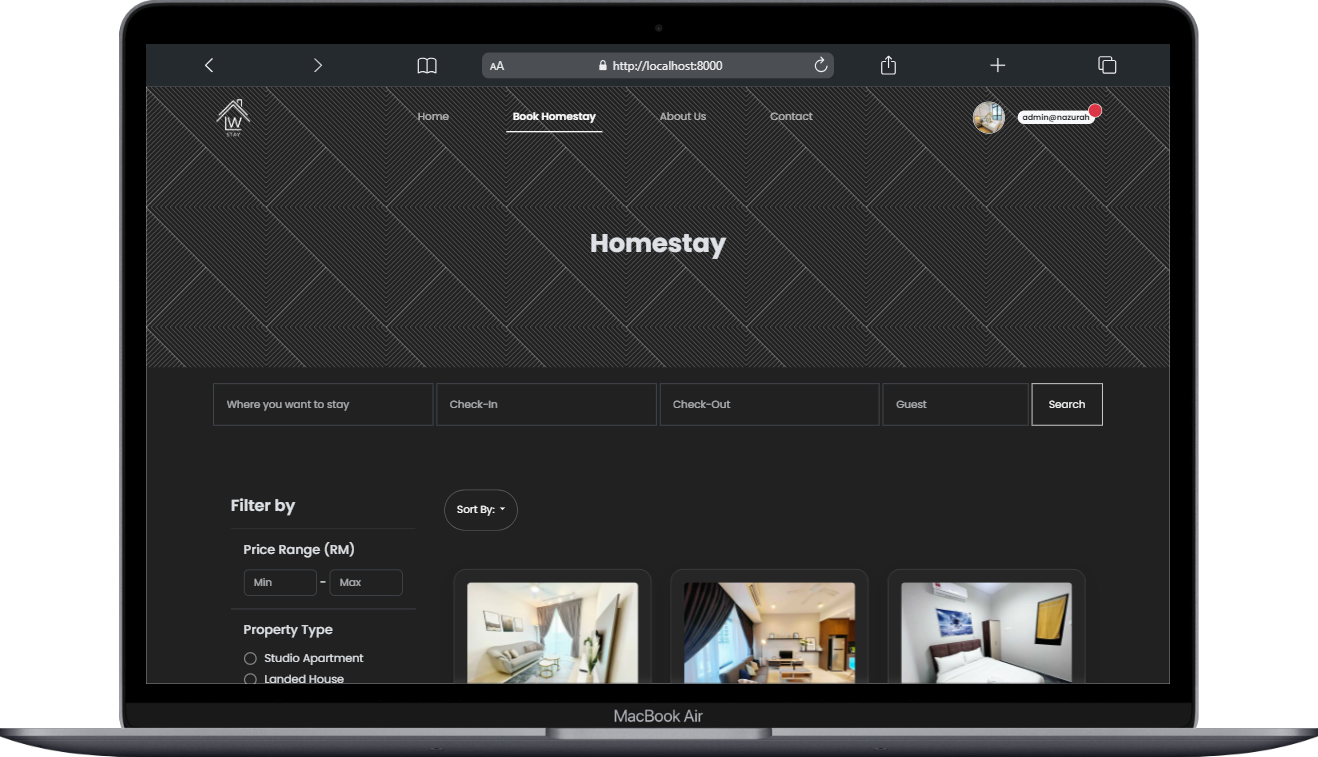 AA
http://localhost:8000
W
STAY
Home
Book Homestay
About Us
Contact
admin@nazurah
Homestay
Where you want to stay
Check-In
Check-Out
Guest
Search
Filter by
Sort By:
Price Range (RM)
Min - Max
Property Type
Studio Apartment
Landed House
MacBook Air